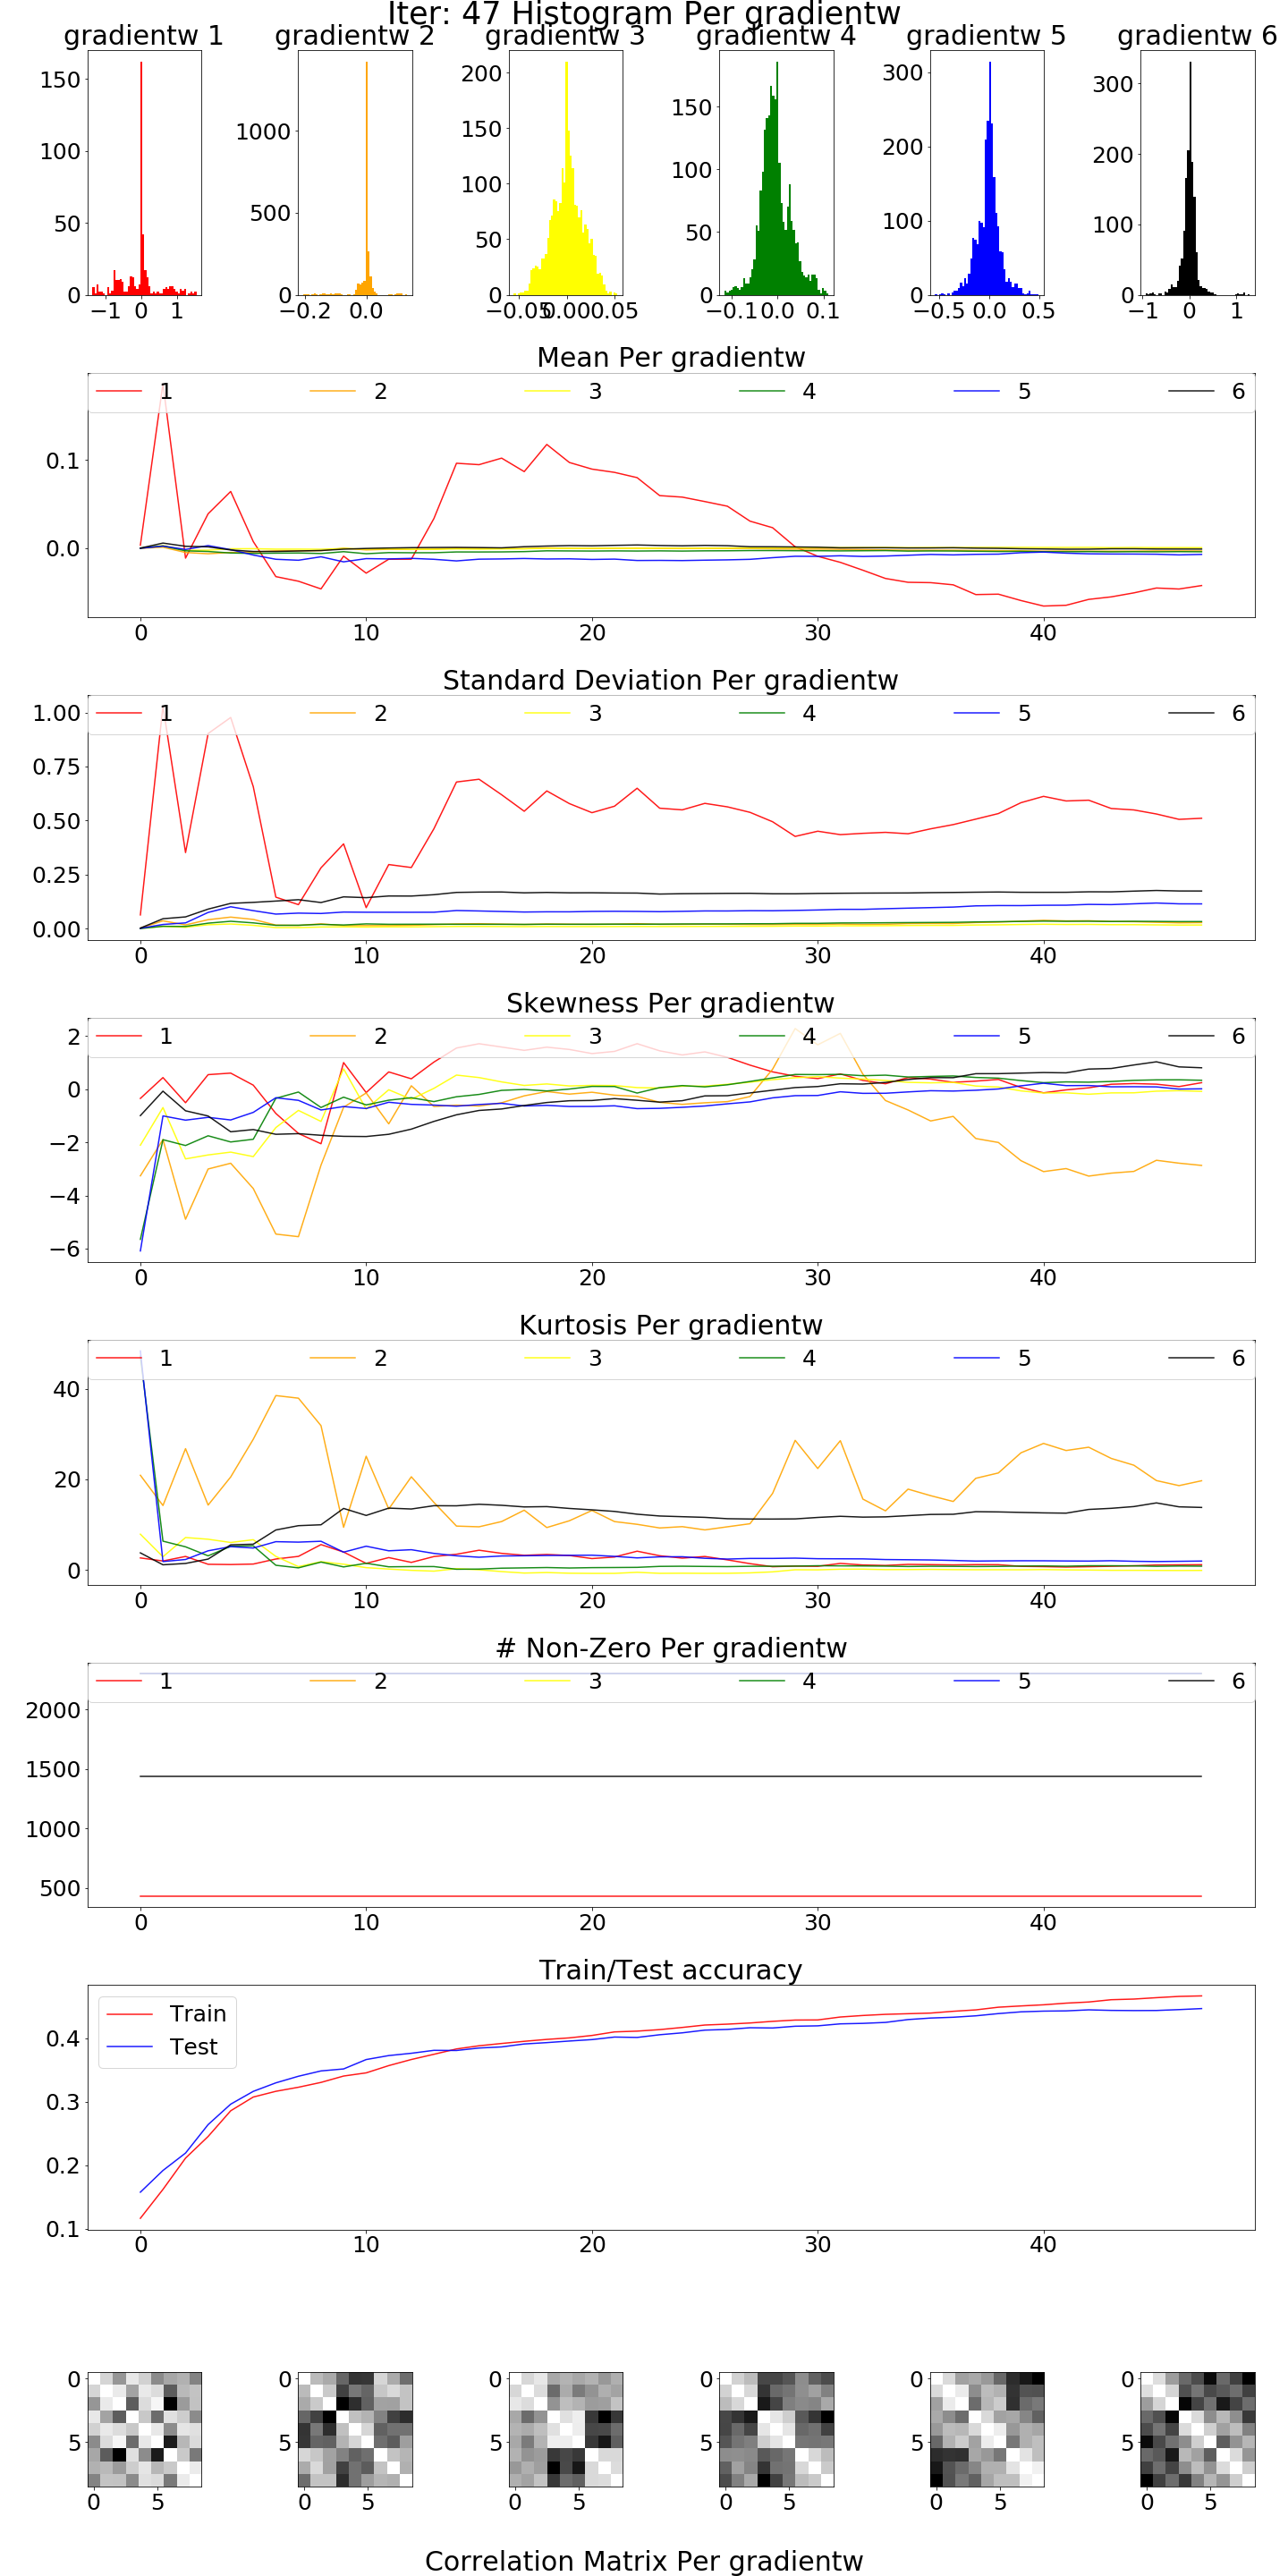 Iter: 47 Histogram Per gradientw
gradientw 1 gradientw 2 gradientw 3 gradientw 4 gradientw 5 gradientw 6
150 100 50 0
−1 0 1
1000 500 0
−0.2 0.0
200 150 100 50 0
−0.05 0.000 0.05
150 100 50 0
−0.1 0.0 0.1
300 200 100 0
−0.5 0.0 0.5
300 200 100 0
−1 0 1
Mean Per gradientw
1 2 3 4 5 6
0.1
0.0
0 10 20 30 40
Standard Deviation Per gradientw
1 2 3 4 5 6
1.00
0.75
0.50
0.25
0.00
0 10 20 30 40
Skewness Per gradientw
1 2 3 4 5 6
2
0
−2
−4
−6
0 10 20 30 40
Kurtosis Per gradientw
1 2 3 4 5 6
40
20
0
0 10 20 30 40
# Non-Zero Per gradientw
1 2 3 4 5 6
2000
1500
1000
500
0 10 20 30 40
Train/Test accuracy
Train
Test
0.4
0.3
0.2
0.1
0 10 20 30 40
0 0 0 0 0 0
5 5 5 5 5 5
0 5 0 5 0 5 0 5 0 5 0 5
Correlation Matrix Per gradientw